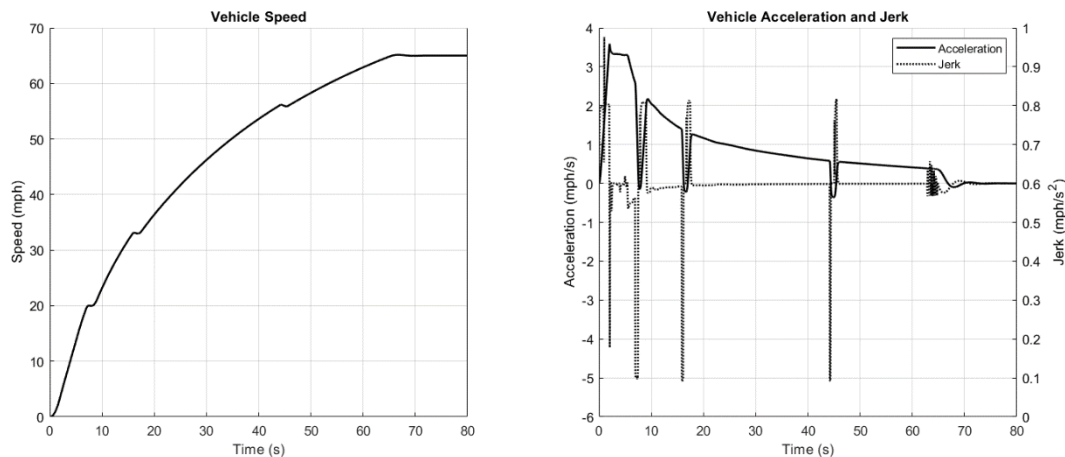 Vehicle Speed
70
60
50
40
30
20
10
0
Speed (mph)
0 10 20 30 40 50 60 70 80
Time (s)
Vehicle Acceleration and Jerk
Acceleration
Jerk
4
3
2
1
0
-1
-2
-3
-4
-5
-6
Acceleration (mph/s)
1
0.9
0.8
0.7
0.6
0.5
0.4
0.3
0.2
0.1
0
Jerk (mph/s²)
0 10 20 30 40 50 60 70 80
Time (s)